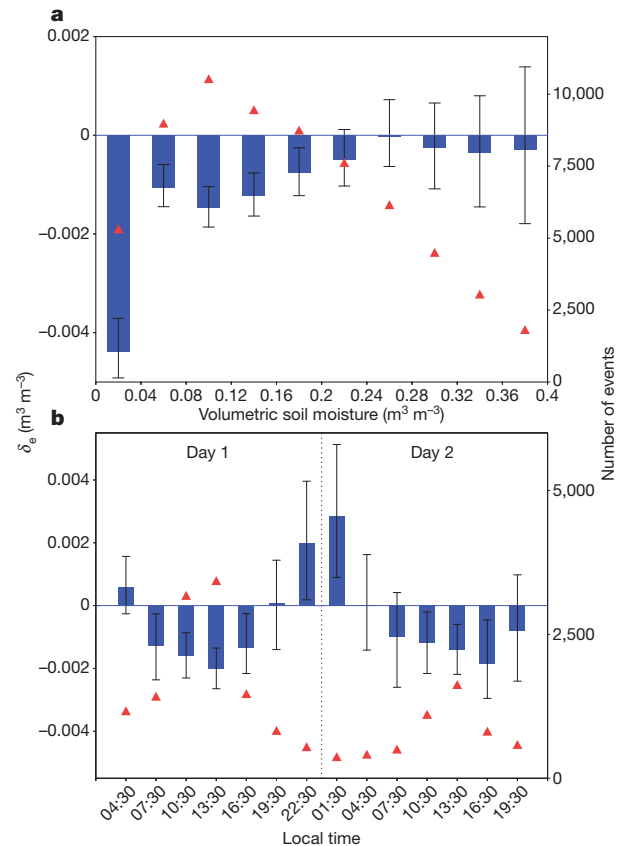 a
0.002
0
−0.002
−0.004
10,000
7,500
5,000
2,500
0
0 0.04 0.08 0.12 0.16 0.2 0.24 0.28 0.32 0.36 0.4
Volumetric soil moisture (m³ m⁻³)
δe (m³ m⁻³)
Number of events
b
Day 1 Day 2
0.004
0.002
0
−0.002
−0.004
5,000
2,500
0
04:30 07:30 10:30 13:30 16:30 19:30 22:30 01:30 04:30 07:30 10:30 13:30 16:30 19:30
Local time